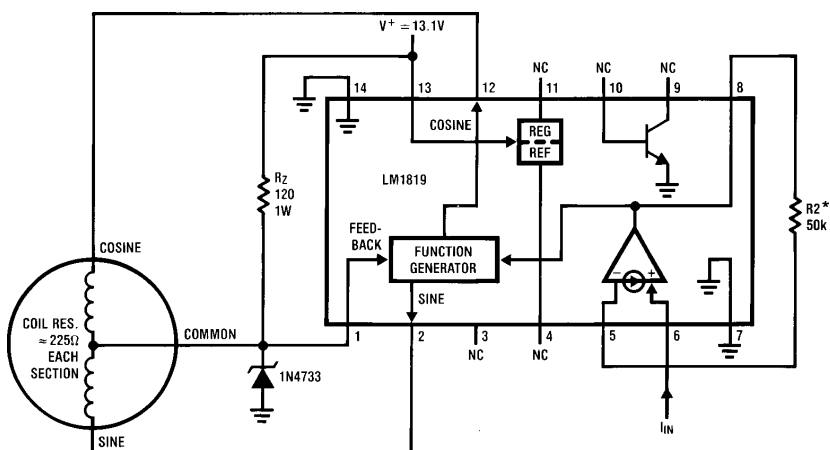 V+ = 13.1V
NC
NC
NC
14
13
12
11
10
9
8
COSINE
REG
REF
LM1819
RZ
120
1W
R2*
50k
FEED-
BACK
FUNCTION
GENERATOR
COSINE
SINE
COIL RES.
≈ 225Ω
EACH
SECTION
COMMON
1
2
3
4
5
6
7
NC
NC
1N4733
IIN
SINE
- +